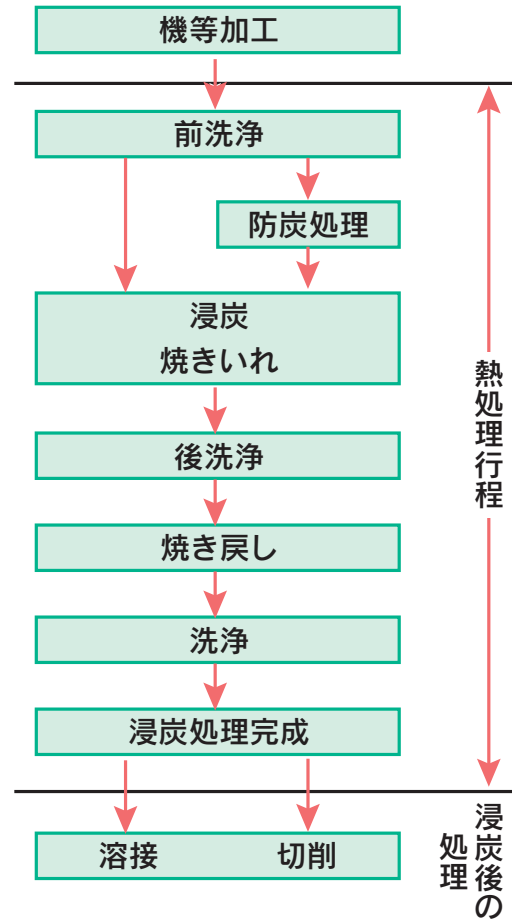 機等加工
前洗浄
防炭処理
浸炭
焼きいれ
後洗浄
焼き戻し
洗浄
浸炭処理完成
溶接
切削
熱処理行程
浸炭後の
処理